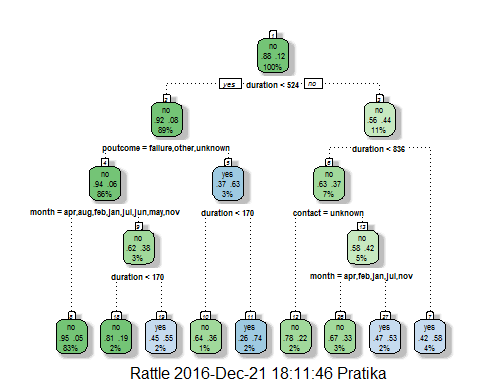 1
no
.88 .12
100%
yes duration < 524 no
2 3
no no
.92 .08 .56 .44
89% 11%
poutcome = failure,other,unknown duration < 836
4 5 6
no yes no
.94 .06 .37 .63 .63 .37
86% 3% 7%
month = apr,aug,feb,jan,jul,jun,may,nov duration < 170 contact = unknown
9 13
no no
.62 .38 .58 .42
3% 5%
duration < 170 month = apr,feb,jan,jul,nov
8 18 19 10 11 12 26 27 7
no no yes no yes no no yes yes
.95 .05 .81 .19 .45 .55 .64 .36 .26 .74 .78 .22 .67 .33 .47 .53 .42 .58
83% 2% 2% 1% 2% 2% 3% 2% 4%
Rattle 2016-Dec-21 18:11:46 Pratika